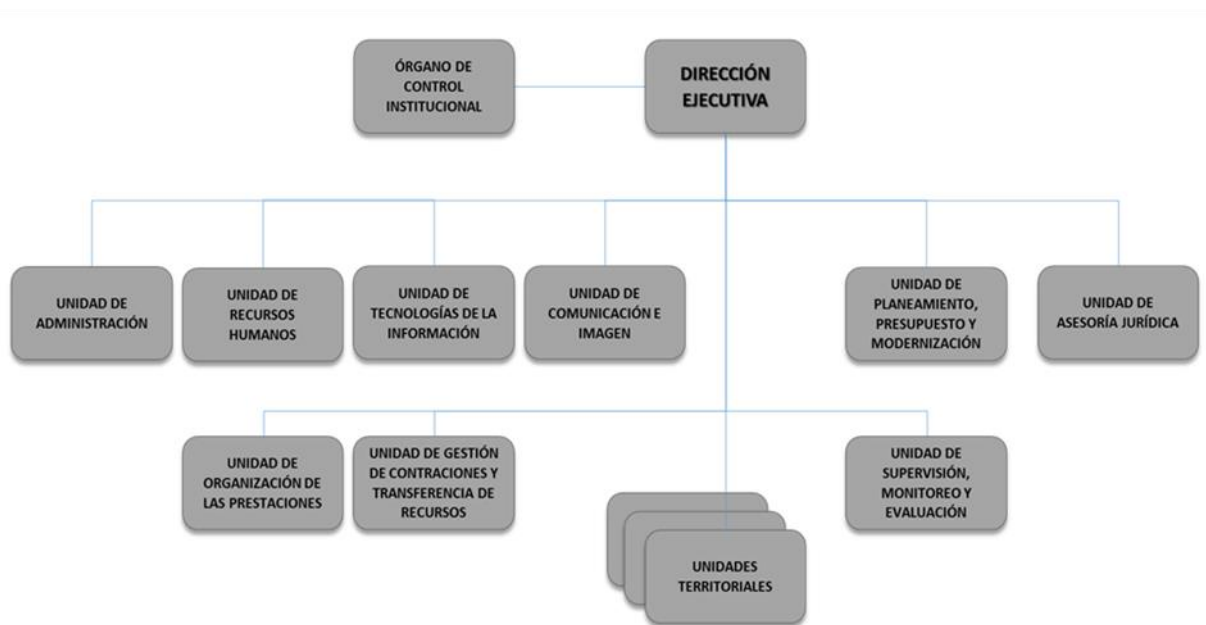 ÓRGANO DE
CONTROL
INSTITUCIONAL
DIRECCIÓN
EJECUTIVA
UNIDAD DE
ADMINISTRACIÓN
UNIDAD DE
RECURSOS
HUMANOS
UNIDAD DE
TECNOLOGÍAS DE LA
INFORMACIÓN
UNIDAD DE
COMUNICACIÓN E
IMAGEN
UNIDAD DE
PLANEAMIENTO,
PRESUPUESTO Y
MODERNIZACIÓN
UNIDAD DE
ASESORÍA JURÍDICA
UNIDAD DE
ORGANIZACIÓN DE
LAS PRESTACIONES
UNIDAD DE GESTIÓN
DE CONTRACIONES Y
TRANSFERENCIA DE
RECURSOS
UNIDAD DE
SUPERVISIÓN,
MONITOREO Y
EVALUACIÓN
UNIDADES
TERRITORIALES